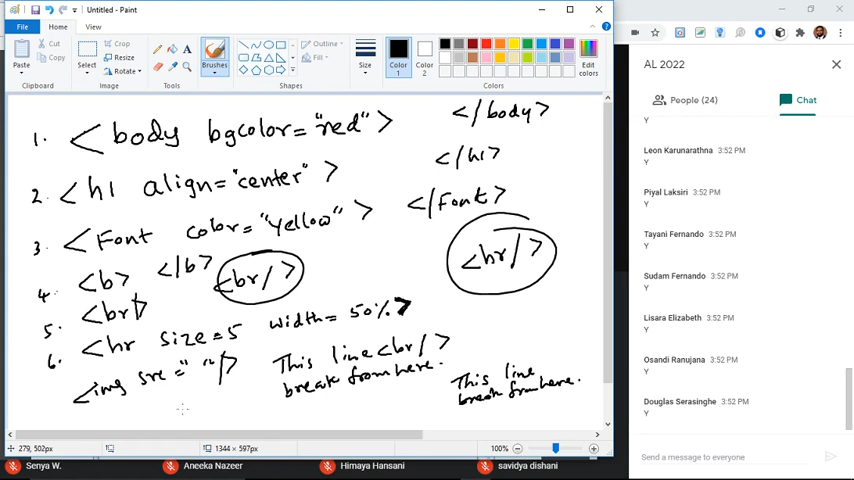 Untitled - Paint
File
Home
View
Paste
Cut
Copy
Clipboard
Select
Crop
Resize
Rotate
Image
Tools
Brushes
Shapes
Outline
Fill
Size
Color 1
Color 2
Edit colors
Colors
1. <body bgcolor="red"> </body>
2. <h1 align="center" > </h1>
3. <Font color="Yellow" > </Font>
4. <b> </b> <br/> <hr/>
5. <br/>
6. <hr size=5 width= 50%>
<img src=" "/> This line<br/>
break from here.
This line
break from here.
279, 502px
1344 × 597px
100%
AL 2022
People (24)
Chat
Y
Leon Karunarathna 3:52 PM
Y
Piyal Laksiri 3:52 PM
Y
Tayani Fernando 3:52 PM
Y
Sudam Fernando 3:52 PM
Y
Lisara Elizabeth 3:52 PM
Y
Osandi Ranujana 3:52 PM
Y
Douglas Serasinghe 3:52 PM
Y
Send a message to everyone
Senya W.
Aneeka Nazeer
Himaya Hansani
savidya dishani